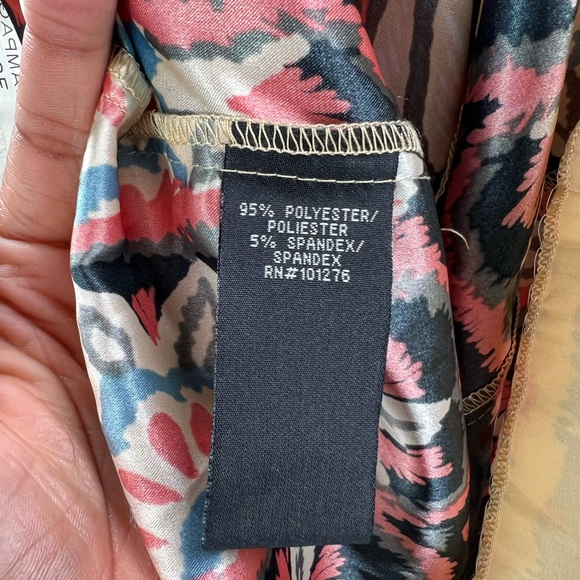 95% POLYESTER/
POLIESTER
5% SPANDEX/
SPANDEX
RN#101276